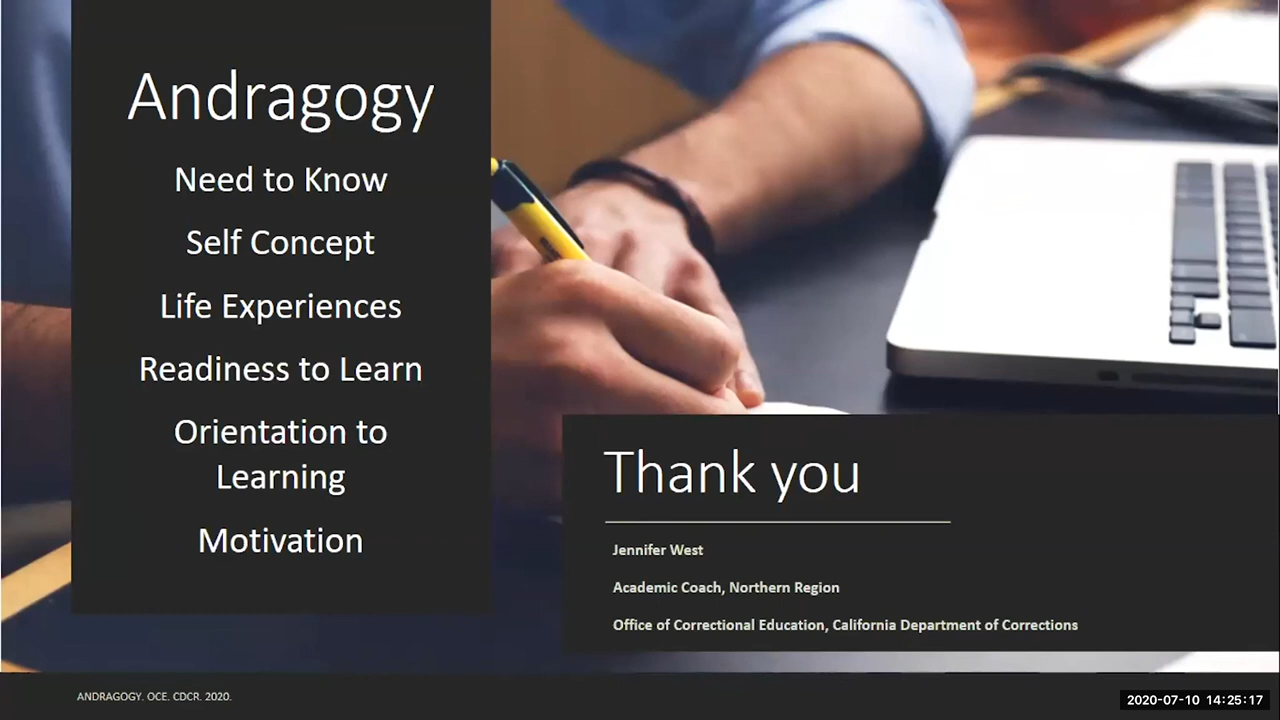 Andragogy
Need to Know
Self Concept
Life Experiences
Readiness to Learn
Orientation to
Learning
Motivation
Thank you
Jennifer West
Academic Coach, Northern Region
Office of Correctional Education, California Department of Corrections
ANDRAGOGY. OCE. CDCR. 2020.
2020-07-10 14:25:17